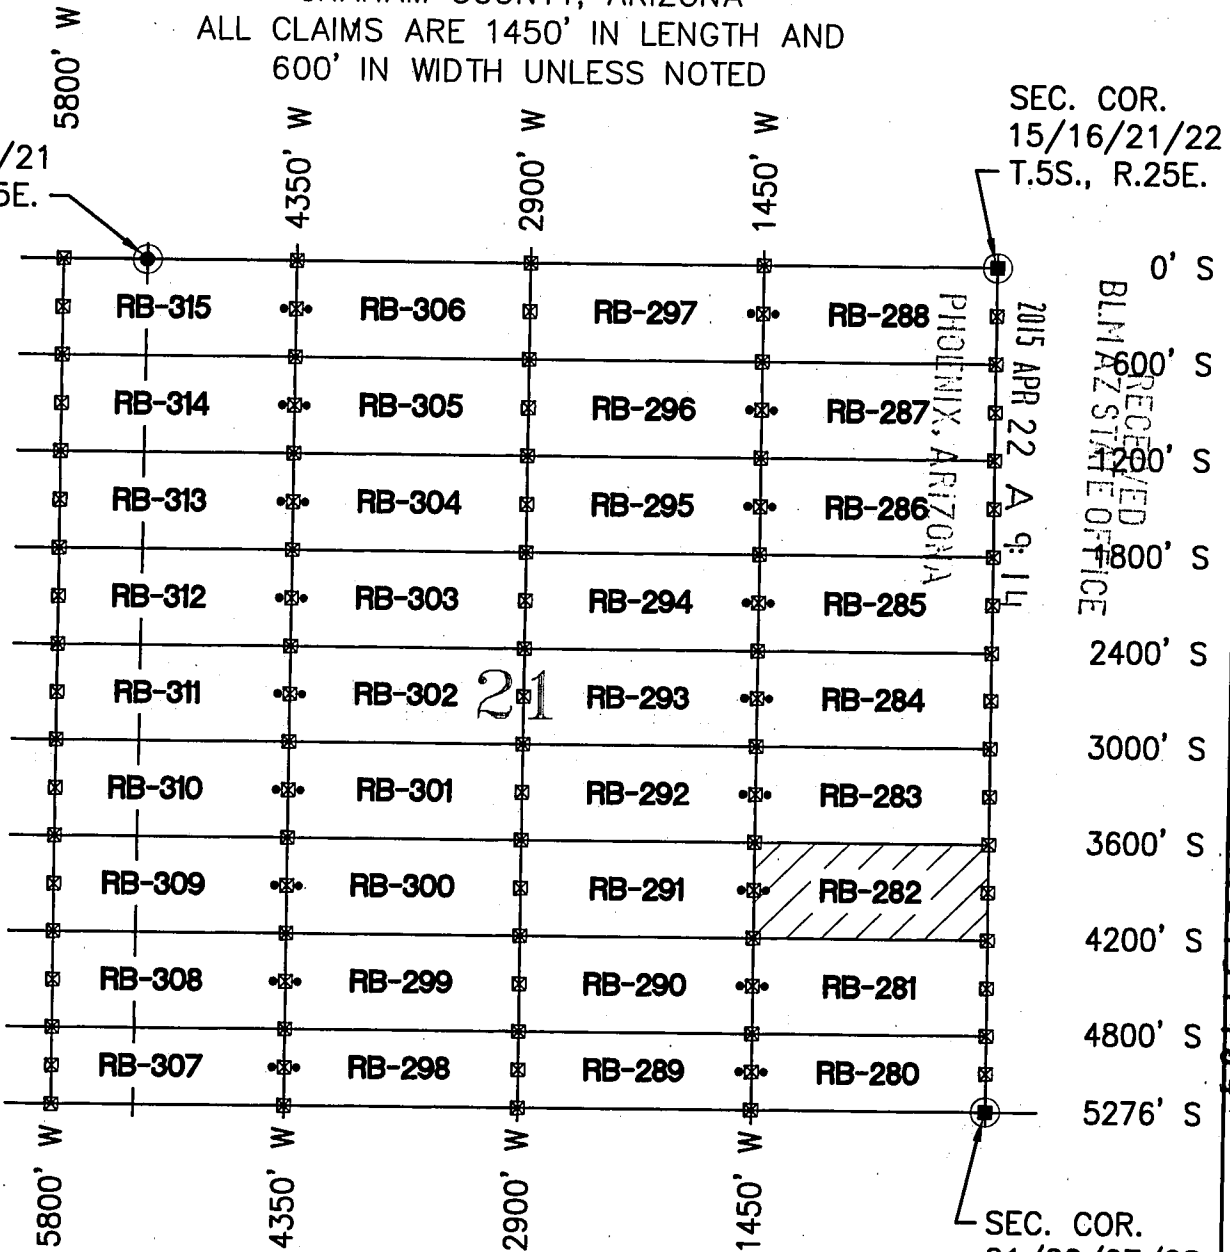 ALL CLAIMS ARE 1450' IN LENGTH AND
600' IN WIDTH UNLESS NOTED
5800' W
4350' W
2900' W
1450' W
SEC. COR.
15/16/21/22
T.5S., R.25E.
/21
5E.
0' S
RB-315 RB-306 RB-297 RB-288
600' S
RB-314 RB-305 RB-296 RB-287
1200' S
RB-313 RB-304 RB-295 RB-286
1800' S
RB-312 RB-303 RB-294 RB-285
2400' S
RB-311 RB-302 21 RB-293 RB-284
3000' S
RB-310 RB-301 RB-292 RB-283
3600' S
RB-309 RB-300 RB-291 RB-282
4200' S
RB-308 RB-299 RB-290 RB-281
4800' S
RB-307 RB-298 RB-289 RB-280
5276' S
RECEIVED
BLM AZ STATE OFFICE
2015 APR 22 A 9: 14
PHOENIX, ARIZONA
5800' W
4350' W
2900' W
1450' W
SEC. COR.